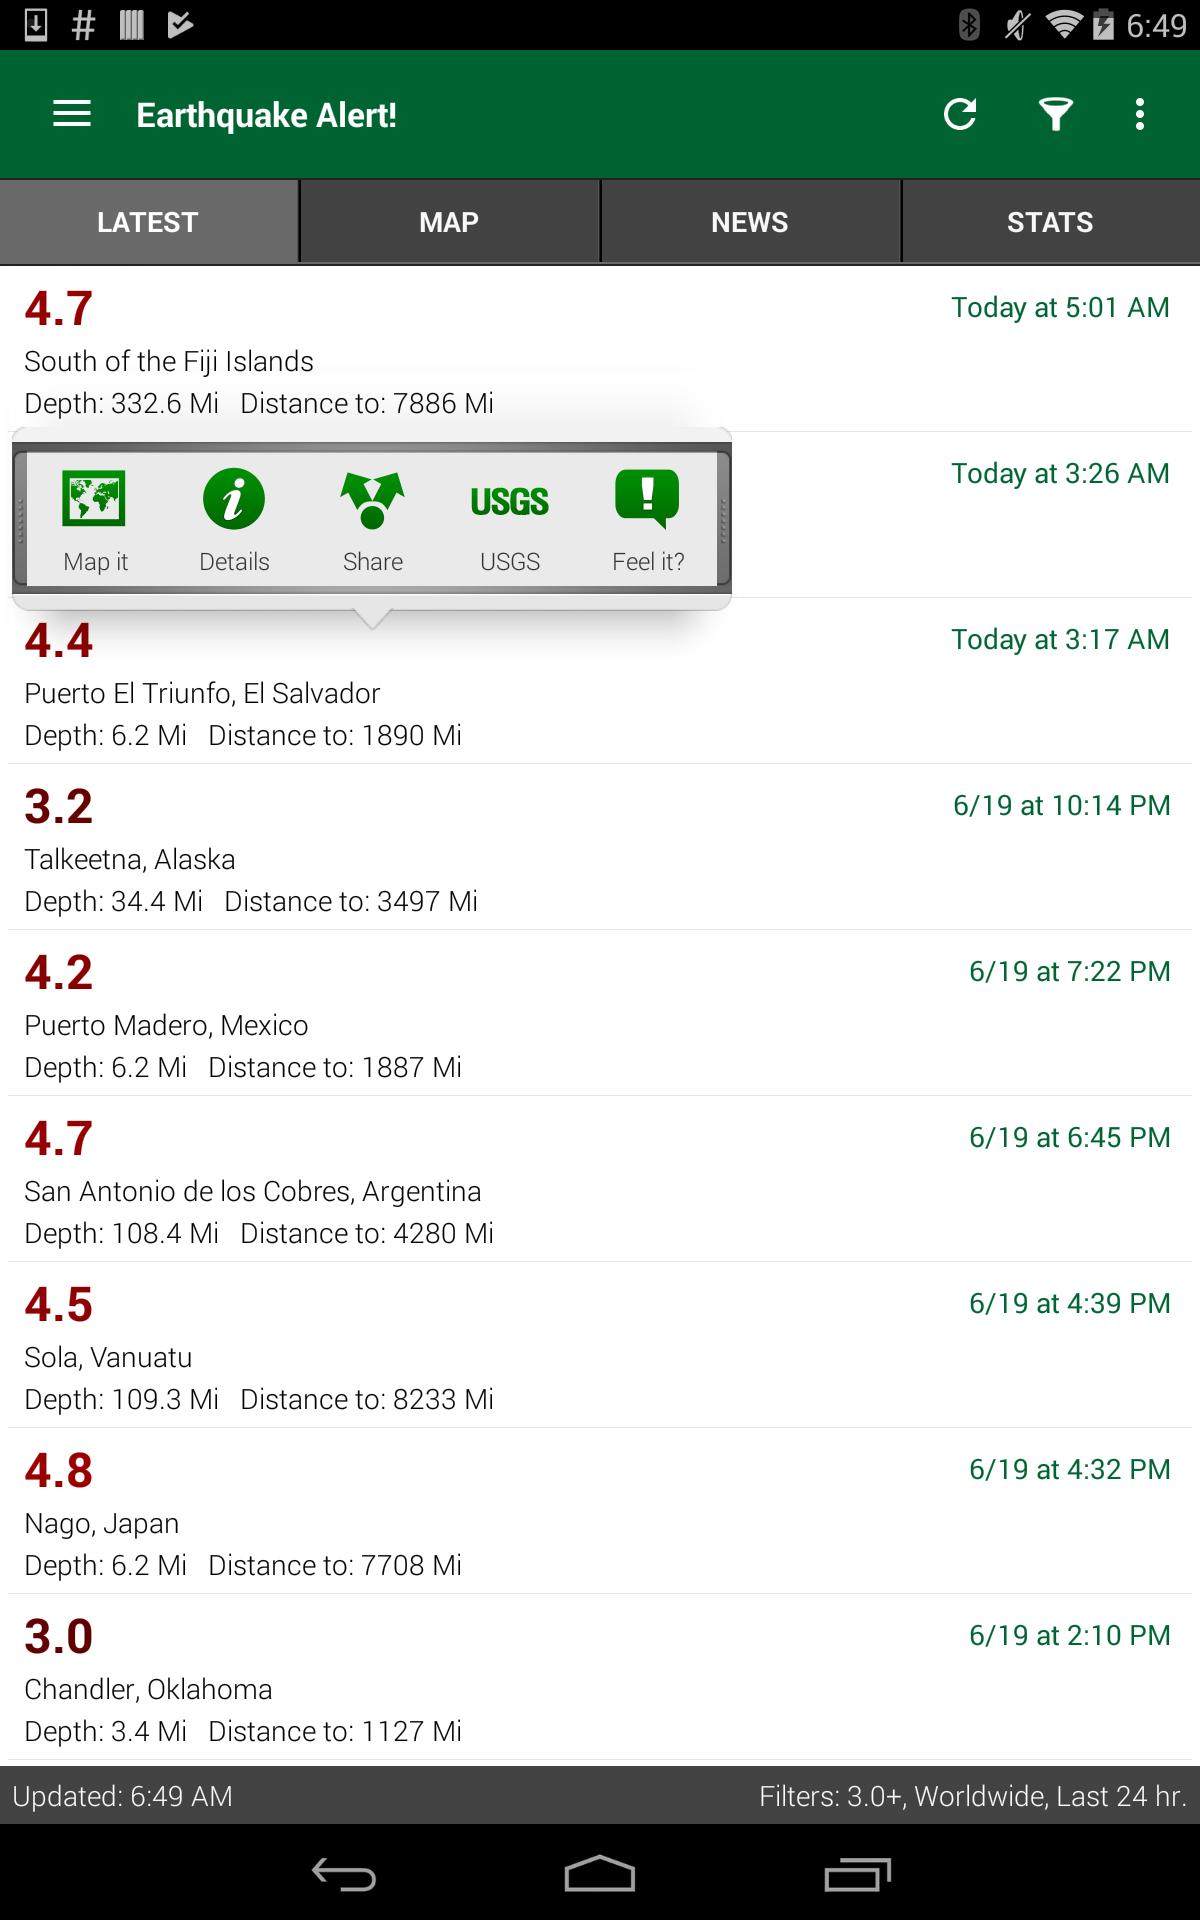 6:49
Earthquake Alert!
LATEST MAP NEWS STATS
4.7 Today at 5:01 AM
South of the Fiji Islands
Depth: 332.6 Mi Distance to: 7886 Mi
Today at 3:26 AM
USGS
Map it Details Share USGS Feel it?
4.4 Today at 3:17 AM
Puerto El Triunfo, El Salvador
Depth: 6.2 Mi Distance to: 1890 Mi
3.2 6/19 at 10:14 PM
Talkeetna, Alaska
Depth: 34.4 Mi Distance to: 3497 Mi
4.2 6/19 at 7:22 PM
Puerto Madero, Mexico
Depth: 6.2 Mi Distance to: 1887 Mi
4.7 6/19 at 6:45 PM
San Antonio de los Cobres, Argentina
Depth: 108.4 Mi Distance to: 4280 Mi
4.5 6/19 at 4:39 PM
Sola, Vanuatu
Depth: 109.3 Mi Distance to: 8233 Mi
4.8 6/19 at 4:32 PM
Nago, Japan
Depth: 6.2 Mi Distance to: 7708 Mi
3.0 6/19 at 2:10 PM
Chandler, Oklahoma
Depth: 3.4 Mi Distance to: 1127 Mi
Updated: 6:49 AM Filters: 3.0+, Worldwide, Last 24 hr.